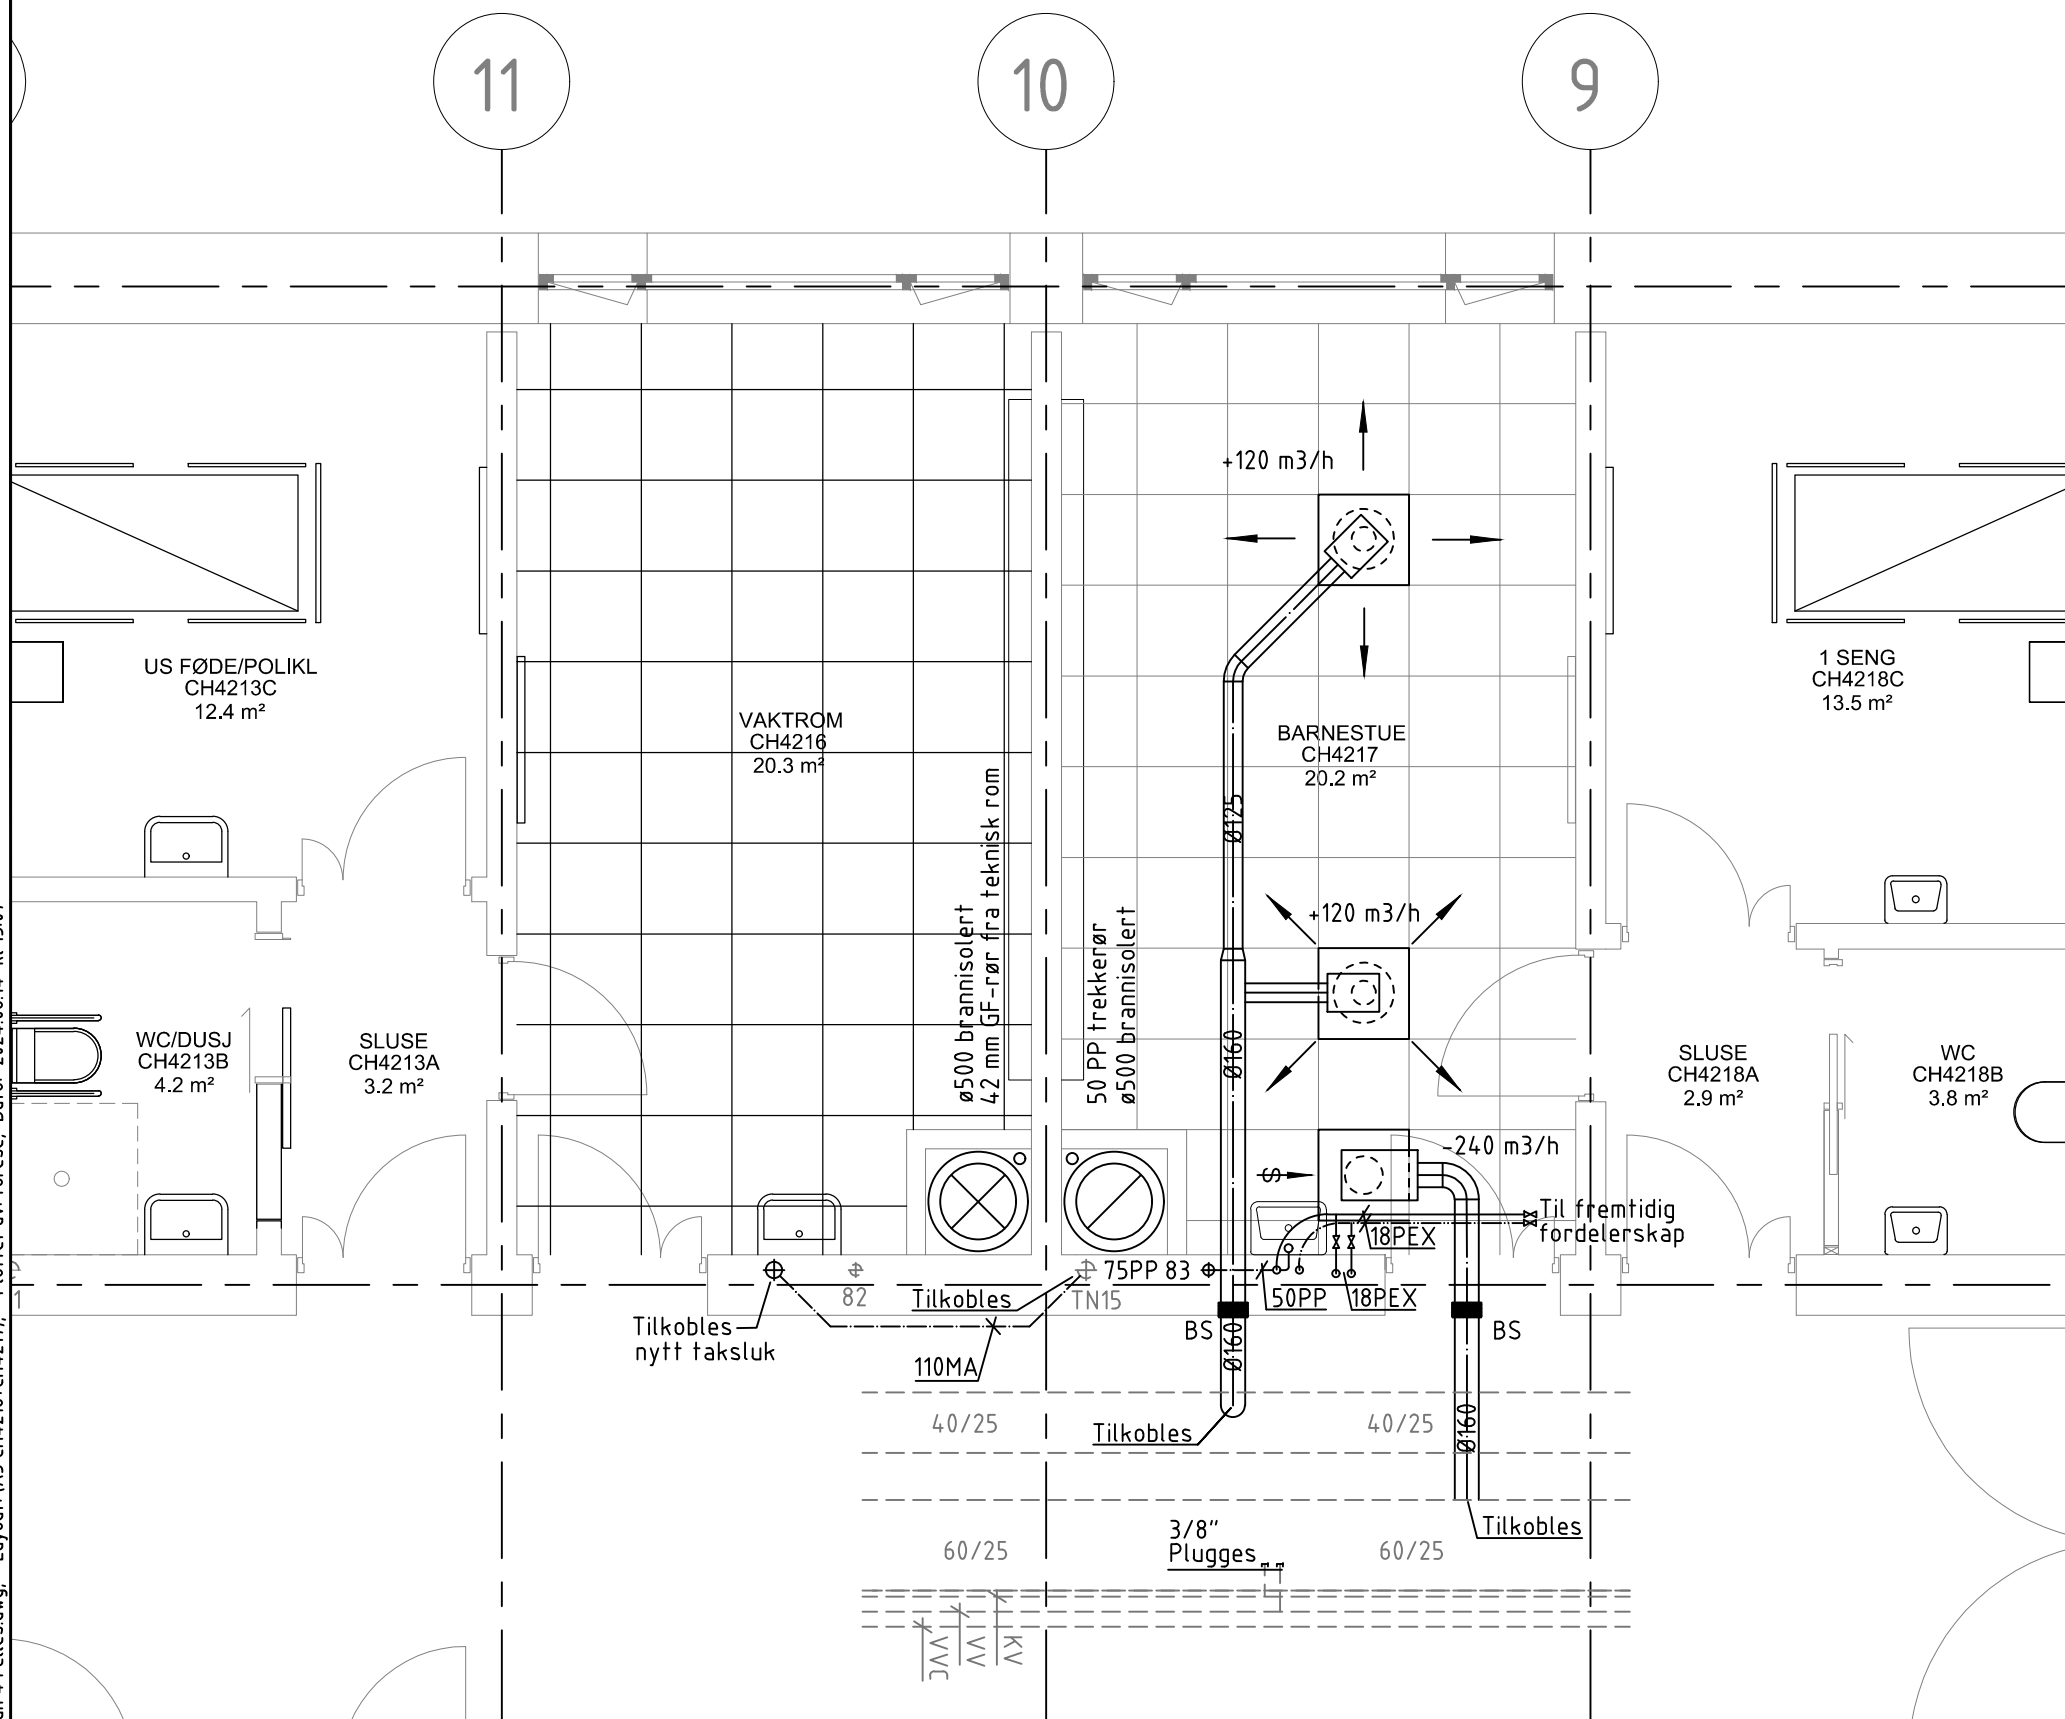 11
10
9
+120 m3/h
US FØDE/POLIKL
CH4213C
12.4 m²
1 SENG
CH4218C
13.5 m²
VAKTROM
CH4216
20.3 m²
BARNESTUE
CH4217
20.2 m²
Ø125
ø500 brannisolert
42 mm GF-rør fra teknisk rom
50 PP trekkerør
ø500 brannisolert
+120 m3/h
WC/DUSJ
CH4213B
4.2 m²
SLUSE
CH4213A
3.2 m²
Ø160
SLUSE
CH4218A
2.9 m²
WC
CH4218B
3.8 m²
-240 m3/h
S
Til fremtidig
fordelerskap
18PEX
75PP 83
82
Tilkobles
TN15
50PP
18PEX
1
Tilkobles
nytt taksluk
110MA
BS
Ø160
BS
40/25
Tilkobles
40/25
Ø160
3/8"
Plugges
Tilkobles
60/25
60/25
VVC
VV
KV